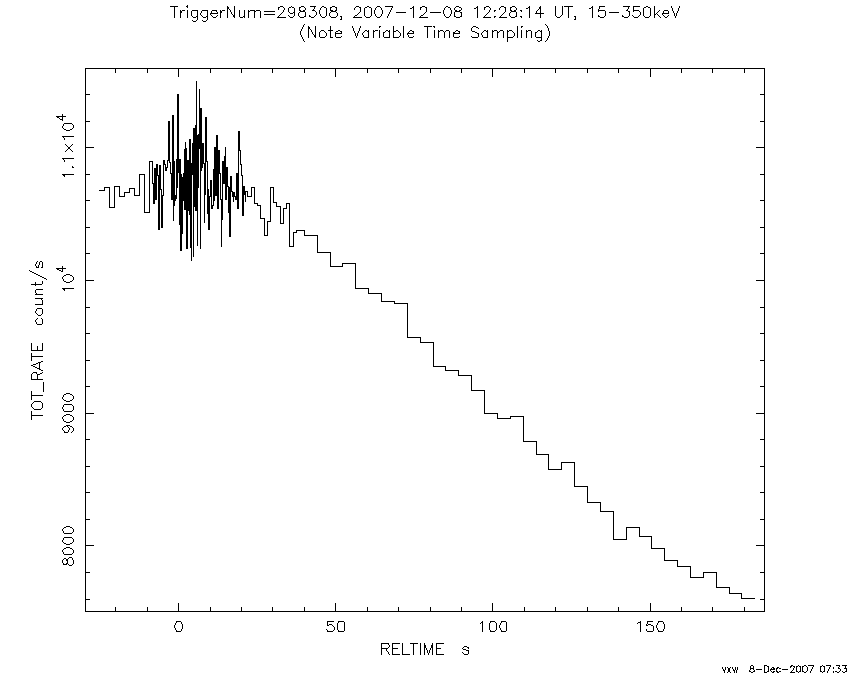 TriggerNum=298308, 2007-12-08 12:28:14 UT, 15-350keV
(Note Variable Time Sampling)
TOT_RATE count/s
1.1×10⁴
10⁴
9000
8000
0 50 100 150
RELTIME s
vxw 8-Dec-2007 07:33